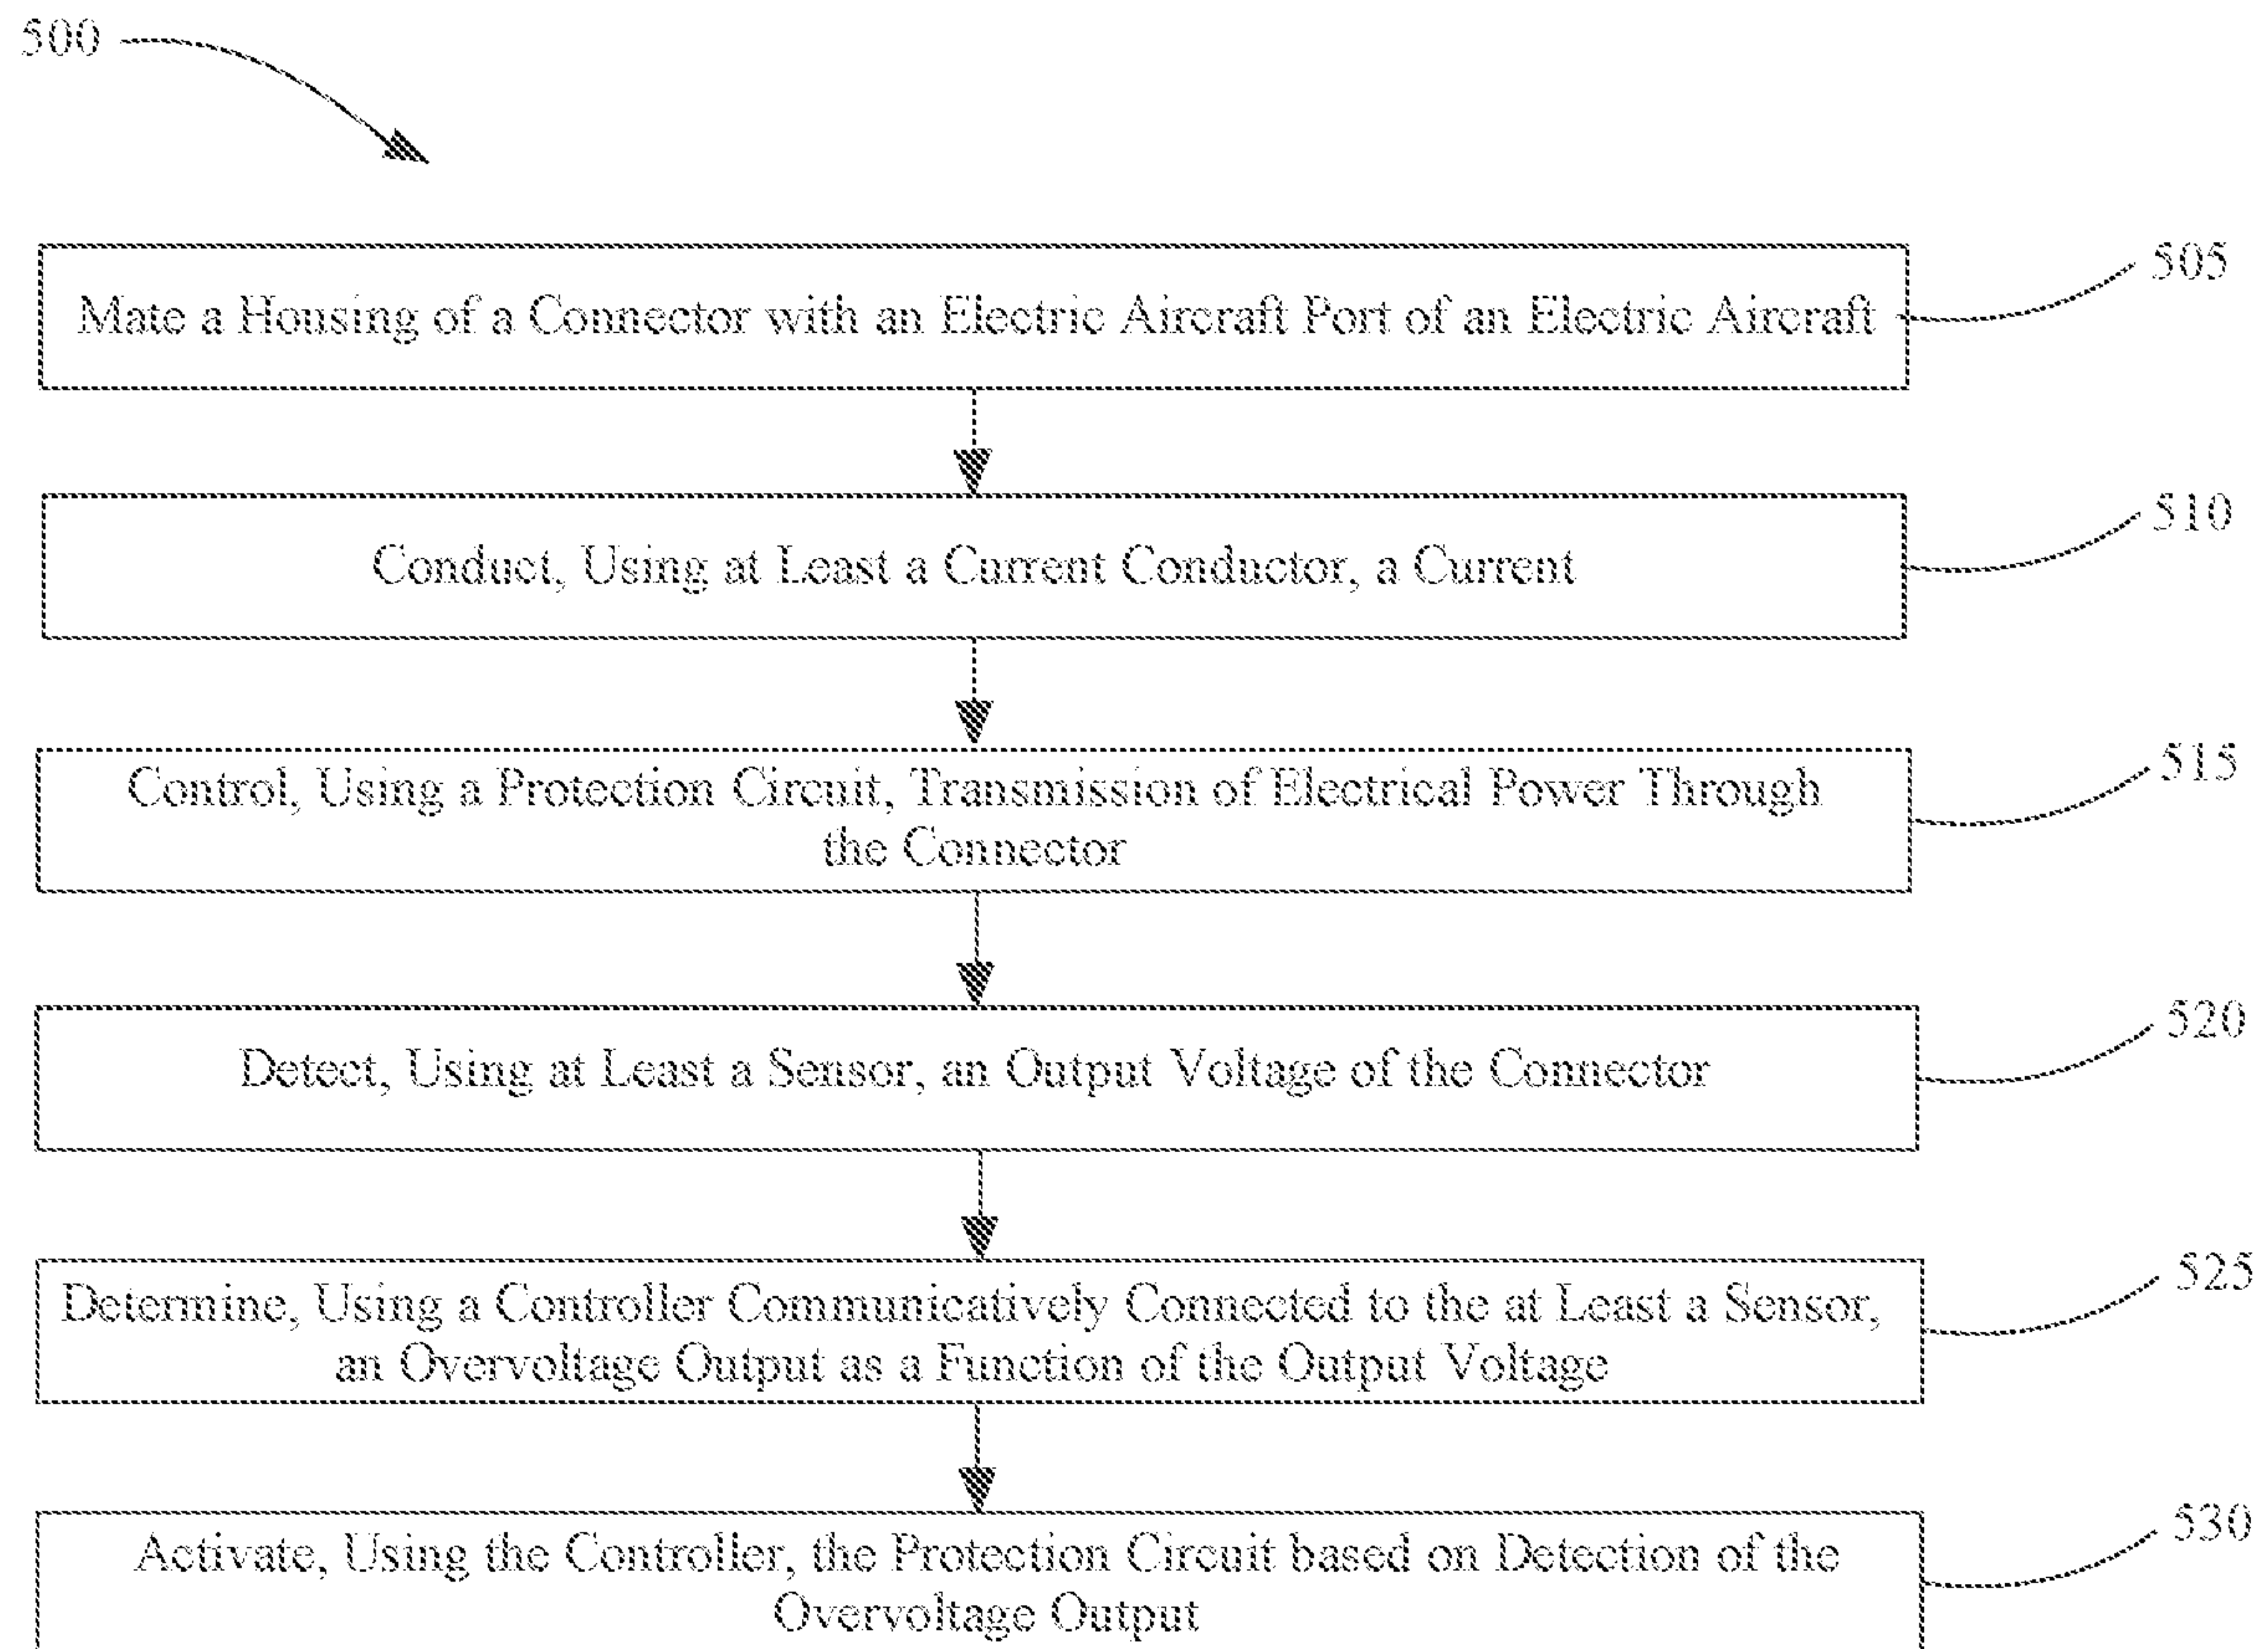 500
505
Mate a Housing of a Connector with an Electric Aircraft Port of an Electric Aircraft
510
Conduct, Using at Least a Current Conductor, a Current
515
Control, Using a Protection Circuit, Transmission of Electrical Power Through
the Connector
520
Detect, Using at Least a Sensor, an Output Voltage of the Connector
525
Determine, Using a Controller Communicatively Connected to the at Least a Sensor,
an Overvoltage Output as a Function of the Output Voltage
530
Activate, Using the Controller, the Protection Circuit based on Detection of the
Overvoltage Output